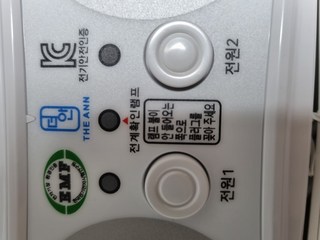 전기안전인증
전원2
더안
THE ANN
전계확인램프
램프 불이
안 들어오는
쪽으로
플러그를
꽂아 주세요
EMF
전원1